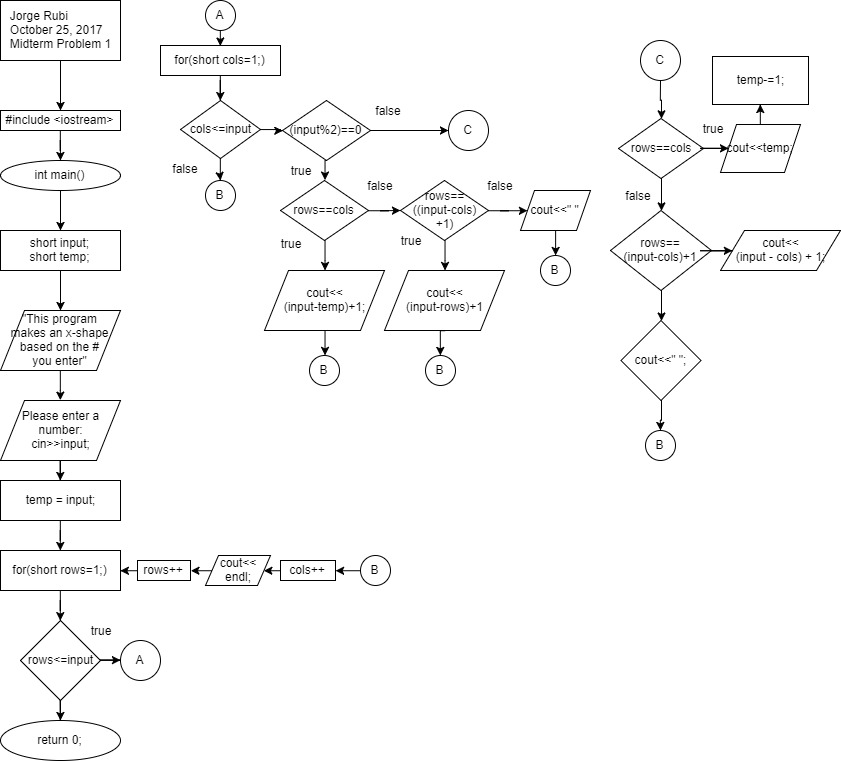 Jorge Rubi
October 25, 2017
Midterm Problem 1
#include <iostream>
int main()
short input;
short temp;
"This program
makes an x-shape
based on the #
you enter"
Please enter a
number:
cin>>input;
temp = input;
for(short rows=1;)
rows<=input
true
A
return 0;
rows++
cout<<
endl;
cols++
B
A
for(short cols=1;)
cols<=input
false
B
(input%2)==0
false
C
true
rows==cols
false
true
cout<<
(input-temp)+1;
B
rows==
((input-cols)
+1)
false
true
cout<<
(input-rows)+1
B
cout<<" "
B
C
rows==cols
true
cout<<temp;
temp-=1;
false
rows==
(input-cols)+1
cout<<
(input - cols) + 1;
cout<<" ";
B